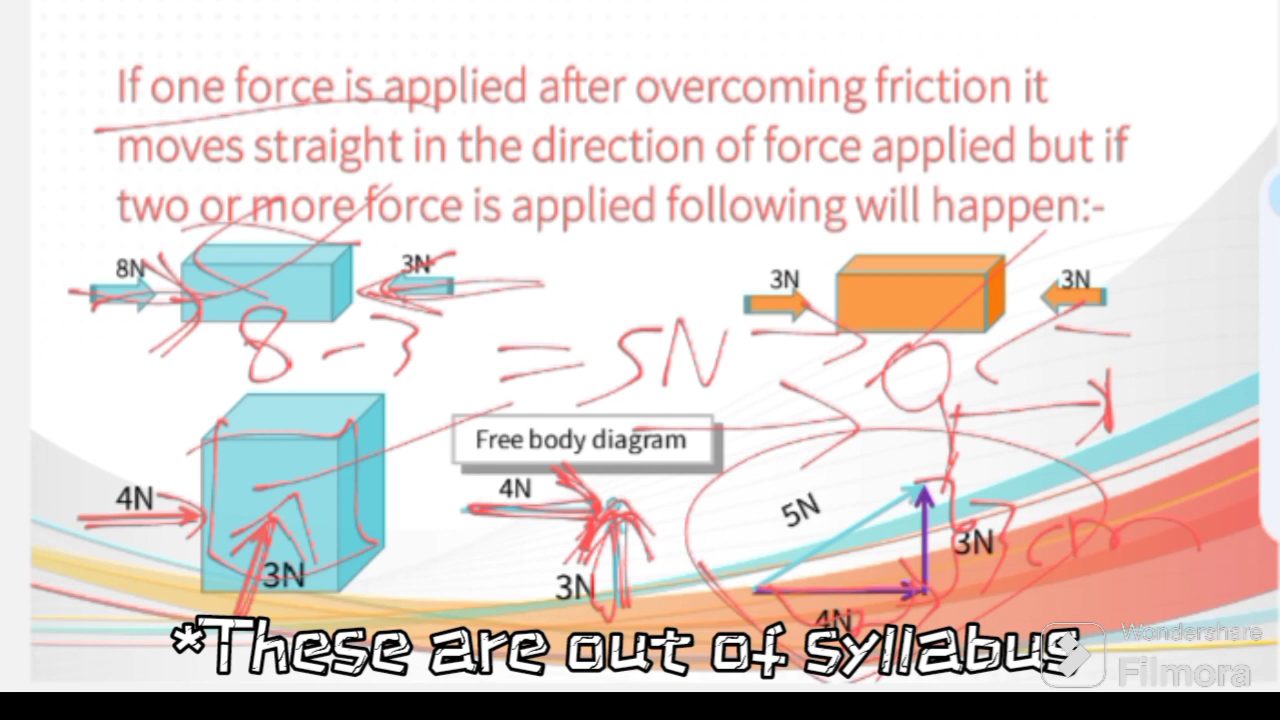 If one force is applied after overcoming friction it
moves straight in the direction of force applied but if
two or more force is applied following will happen:-
8N 3N 3N 3N
8 - 3 = 5N 0
Free body diagram
4N 4N 5N 3N 3cm
3N 3N 4N
*These are out of syllabus
Wondershare
Filmora